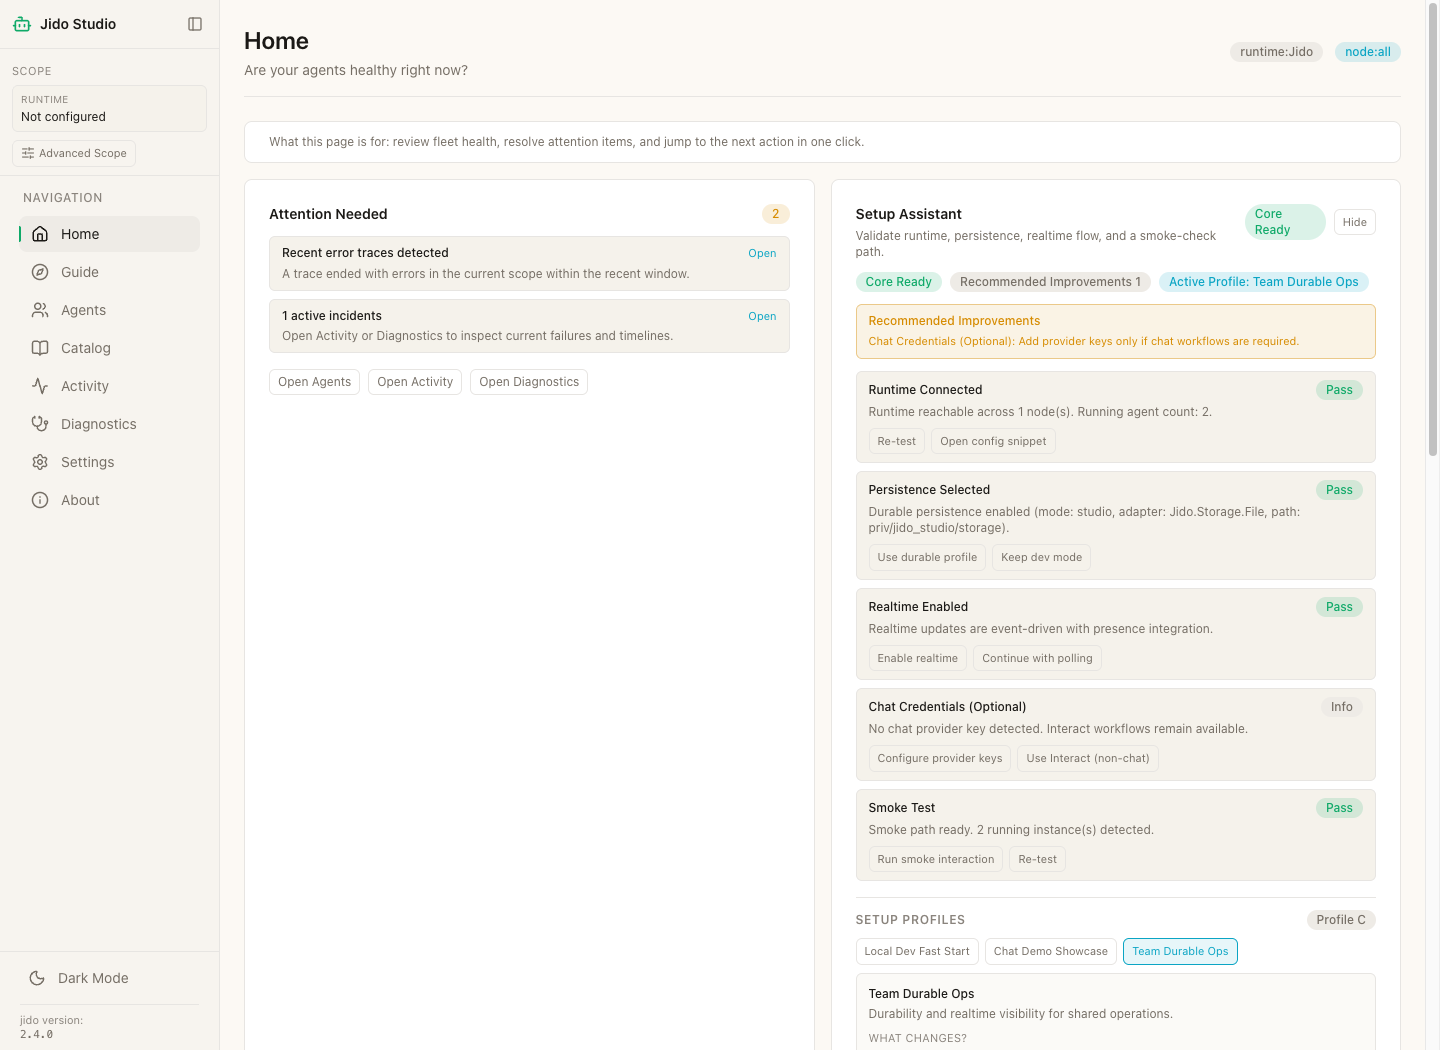 Jido Studio
SCOPE
RUNTIME
Not configured
Advanced Scope
NAVIGATION
Home
Guide
Agents
Catalog
Activity
Diagnostics
Settings
About
Dark Mode
jido version:
2.4.0
Home
Are your agents healthy right now?
runtime:Jido
node:all
What this page is for: review fleet health, resolve attention items, and jump to the next action in one click.
Attention Needed
2
Recent error traces detected
Open
A trace ended with errors in the current scope within the recent window.
1 active incidents
Open
Open Activity or Diagnostics to inspect current failures and timelines.
Open Agents
Open Activity
Open Diagnostics
Setup Assistant
Validate runtime, persistence, realtime flow, and a smoke-check
path.
Core
Ready
Hide
Core Ready
Recommended Improvements 1
Active Profile: Team Durable Ops
Recommended Improvements
Chat Credentials (Optional): Add provider keys only if chat workflows are required.
Runtime Connected
Pass
Runtime reachable across 1 node(s). Running agent count: 2.
Re-test
Open config snippet
Persistence Selected
Pass
Durable persistence enabled (mode: studio, adapter: Jido.Storage.File, path:
priv/jido_studio/storage).
Use durable profile
Keep dev mode
Realtime Enabled
Pass
Realtime updates are event-driven with presence integration.
Enable realtime
Continue with polling
Chat Credentials (Optional)
Info
No chat provider key detected. Interact workflows remain available.
Configure provider keys
Use Interact (non-chat)
Smoke Test
Pass
Smoke path ready. 2 running instance(s) detected.
Run smoke interaction
Re-test
SETUP PROFILES
Profile C
Local Dev Fast Start
Chat Demo Showcase
Team Durable Ops
Team Durable Ops
Durability and realtime visibility for shared operations.
WHAT CHANGES?